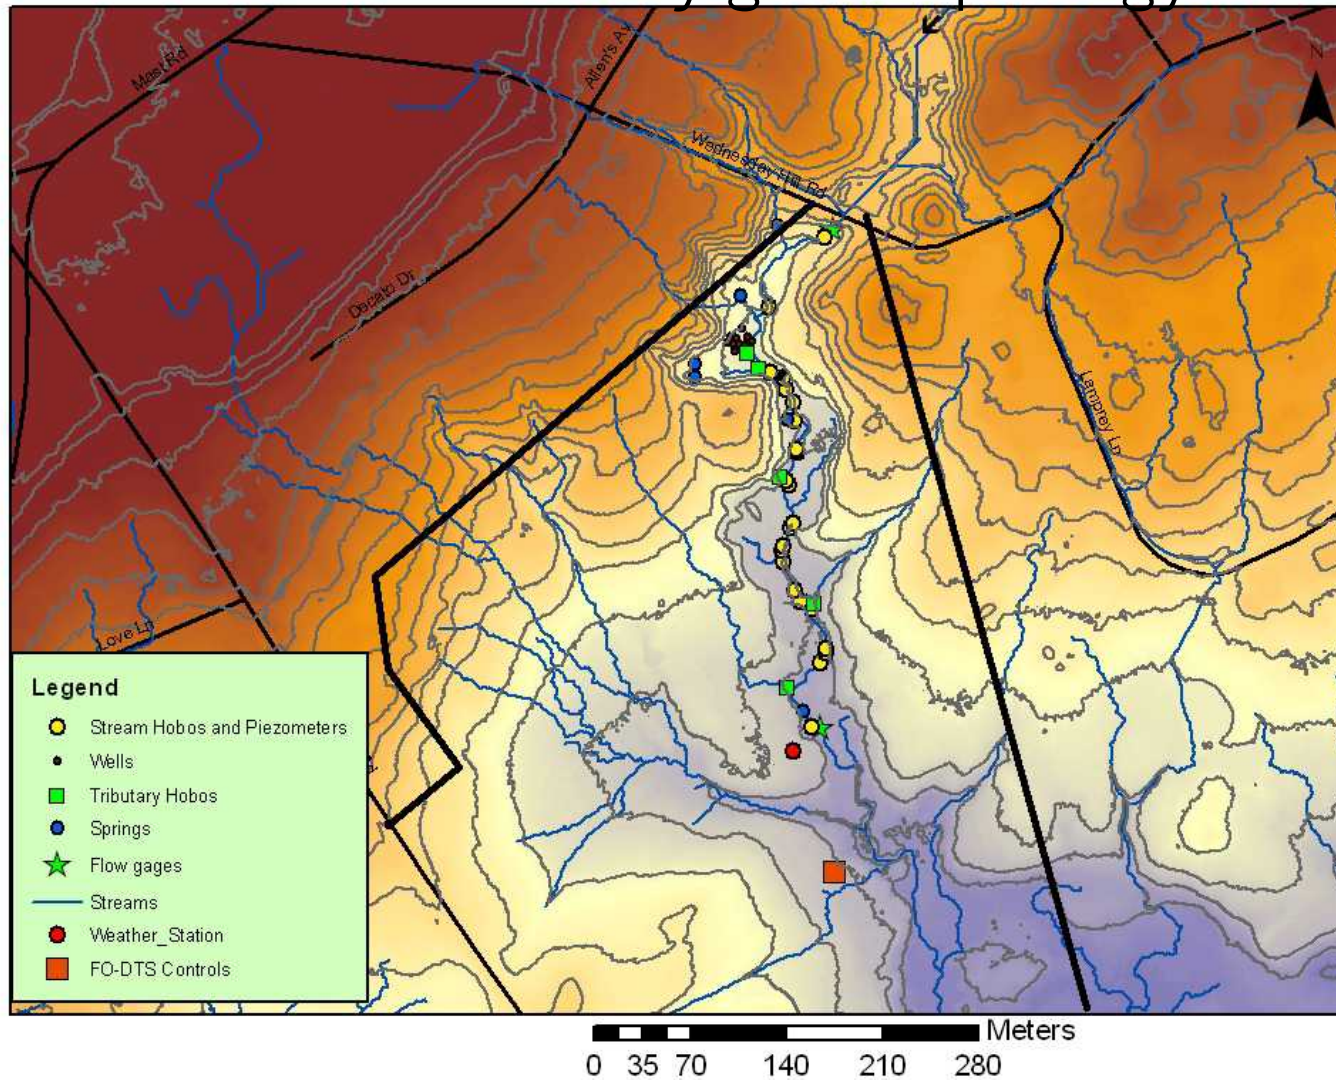 Mast Rd
Allen's Av
N
Wednesday Hill Rd
Decato Dr
Lamprey Ln
Love Ln
Legend
Stream Hobos and Piezometers
Wells
Tributary Hobos
Springs
Flow gages
Streams
Weather_Station
FO-DTS Controls
Meters
0 35 70 140 210 280